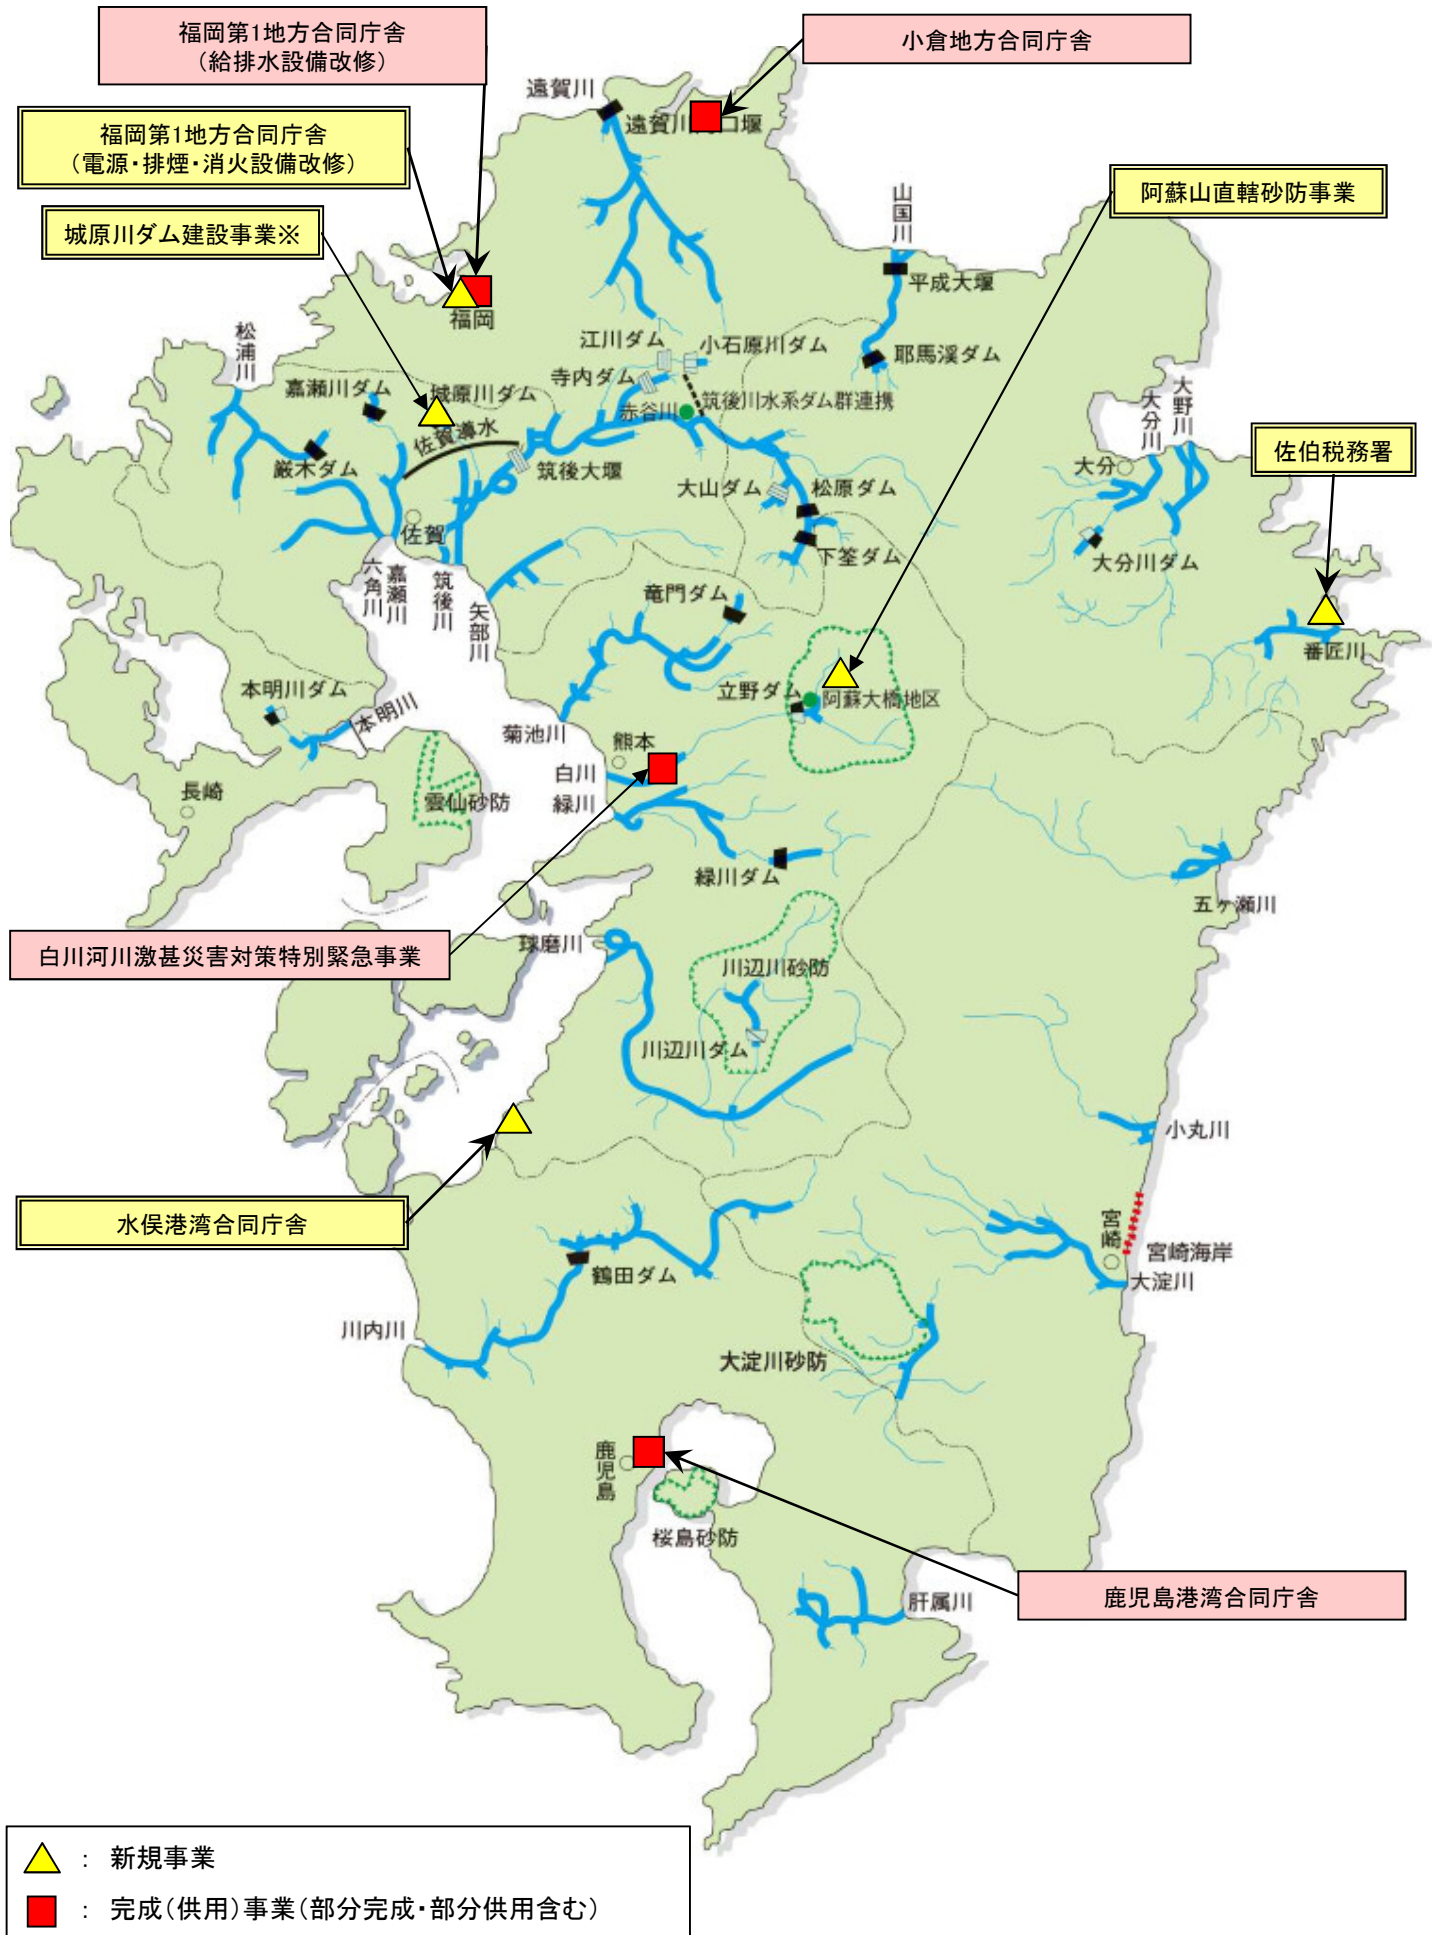 福岡第1地方合同庁舎
（給排水設備改修）
小倉地方合同庁舎
福岡第1地方合同庁舎
（電源・排煙・消火設備改修）
城原川ダム建設事業※
阿蘇山直轄砂防事業
佐伯税務署
遠賀川
遠賀川
口堰
山国川
平成大堰
耶馬渓ダム
福岡
松浦川
江川ダム
小石原川ダム
嘉瀬川ダム
城原川ダム
寺内ダム
赤谷川
筑後川水系ダム群連携
佐賀導水
厳木ダム
筑後大堰
大山ダム
松原ダム
下筌ダム
大分川
大野川
大分
大分川ダム
佐賀
六角川
嘉瀬川
筑後川
矢部川
竜門ダム
番匠川
本明川ダム
本明川
立野ダム
阿蘇大橋地区
菊池川
熊本
白川
緑川
長崎
雲仙砂防
緑川ダム
五ヶ瀬川
白川河川激甚災害対策特別緊急事業
球磨川
川辺川砂防
川辺川ダム
小丸川
水俣港湾合同庁舎
宮崎
宮崎海岸
大淀川
鶴田ダム
川内川
大淀川砂防
鹿児島
桜島砂防
鹿児島港湾合同庁舎
肝属川
： 新規事業
： 完成（供用）事業（部分完成・部分供用含む）